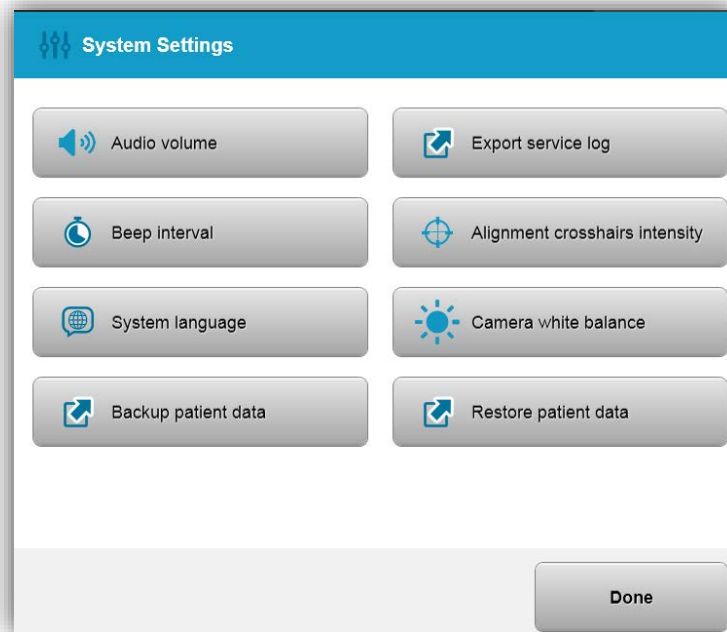 System Settings
Audio volume
Export service log
Beep interval
Alignment crosshairs intensity
System language
Camera white balance
Backup patient data
Restore patient data
Done